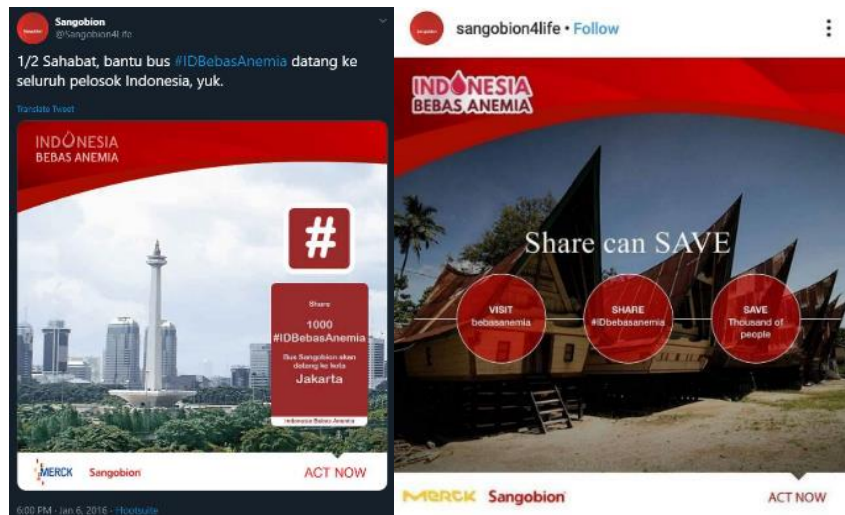 Sangobion
@Sangobion4Life
1/2 Sahabat, bantu bus #IDBebasAnemia datang ke
seluruh pelosok Indonesia, yuk.
Translate Tweet
INDONESIA
BEBAS ANEMIA
#
Share
1000
#IDBebasAnemia
Bus Sangobion akan
datang ke kota
Jakarta
Indonesia Bebas Anemia
MERCK
Sangobion
ACT NOW
6:00 PM · Jan 6, 2016 · Hootsuite
sangobion4life • Follow
INDONESIA
BEBAS ANEMIA
Share can SAVE
VISIT
bebasanemia
SHARE
#IDbebasanemia
SAVE
Thousand of
people
MERCK Sangobion
ACT NOW